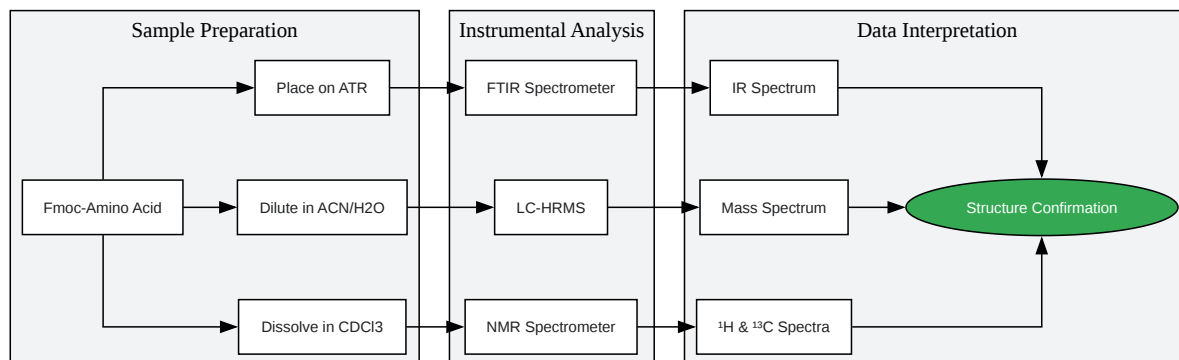 Sample Preparation
Instrumental Analysis
Data Interpretation
Place on ATR
FTIR Spectrometer
IR Spectrum
Fmoc-Amino Acid
Dilute in ACN/H2O
LC-HRMS
Mass Spectrum
Structure Confirmation
Dissolve in CDCl3
NMR Spectrometer
¹H & ¹³C Spectra